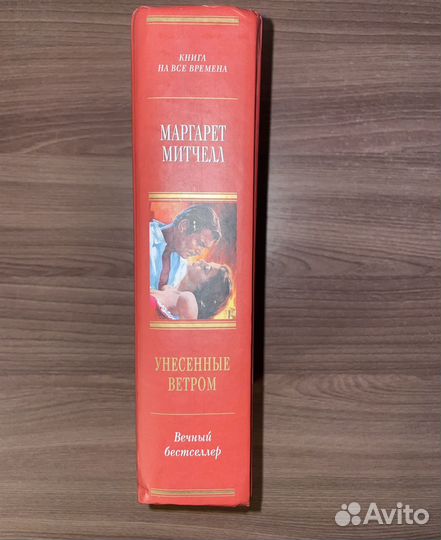 КНИГА
НА ВСЕ ВРЕМЕНА
МАРГАРЕТ
МИТЧЕЛЛ
УНЕСЕННЫЕ
ВЕТРОМ
Вечный
бестселлер
Avito